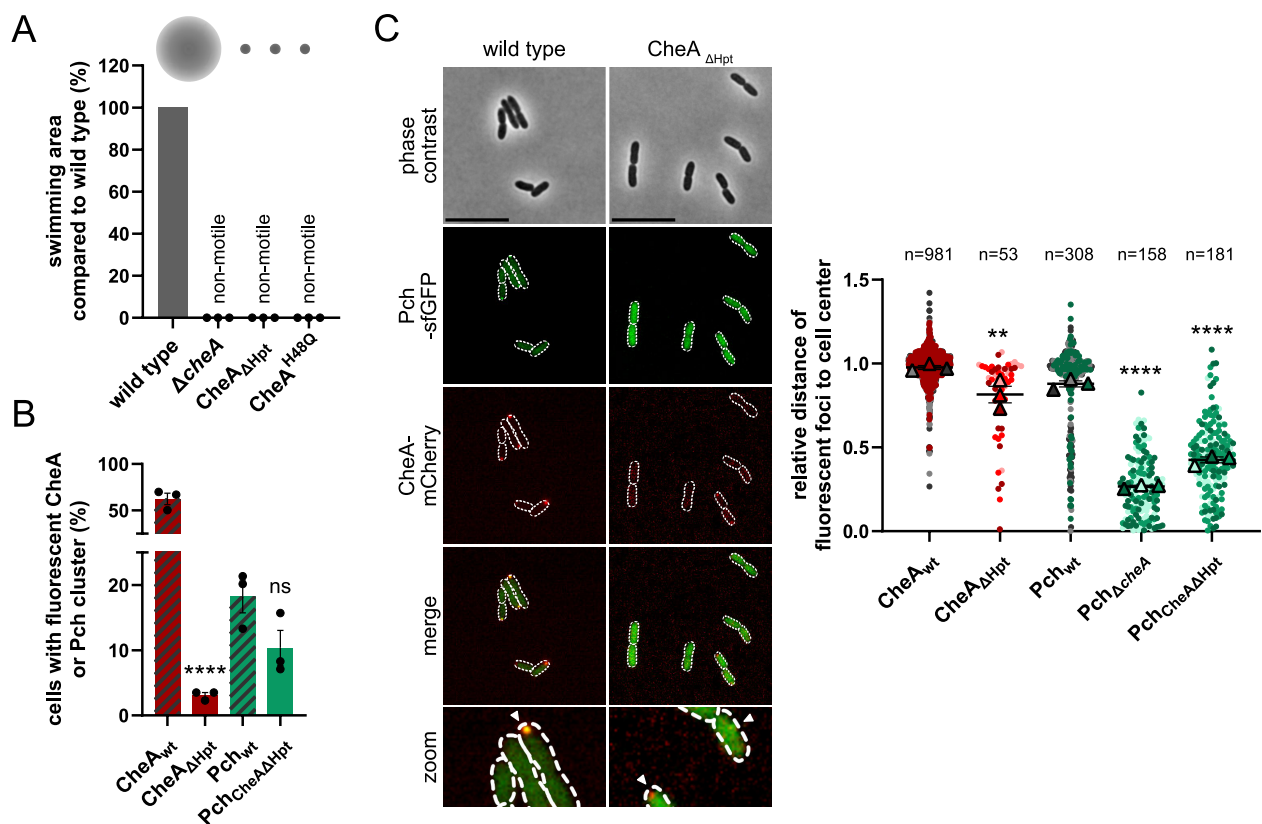 A
swimming area
compared to wild type (%)
120
100
80
60
40
20
0
non-motile
non-motile
non-motile
wild type
ΔcheA
CheAΔHpt
CheA H48Q
B
cells with fluorescent CheA
or Pch cluster (%)
100
50
20
10
0
****
ns
CheAwt
CheAΔHpt
Pchwt
PchCheAΔHpt
C
wild type
CheA ΔHpt
phase
contrast
Pch
-sfGFP
CheA-
mCherry
merge
zoom
relative distance of
fluorescent foci to cell center
n=981
n=53
n=308
n=158
n=181
1.5
1.0
0.5
0.0
**
****
****
CheAwt
CheAΔHpt
Pchwt
PchΔcheA
PchCheAΔHpt